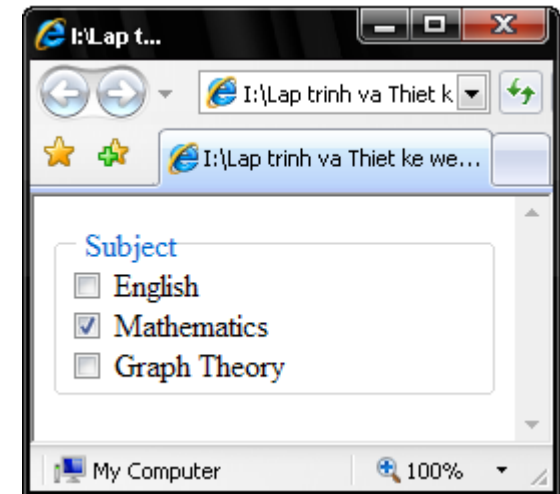 I:\Lap t...
I:\Lap trinh va Thiet k
I:\Lap trinh va Thiet ke we...
Subject
English
Mathematics
Graph Theory
My Computer
100%